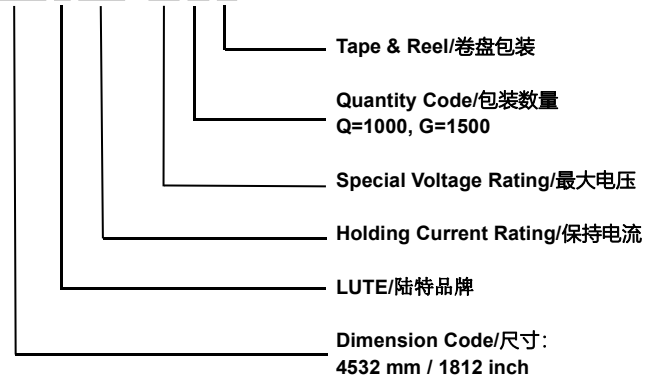 Tape & Reel/卷盘包装
Quantity Code/包装数量
Q=1000, G=1500
Special Voltage Rating/最大电压
Holding Current Rating/保持电流
LUTE/陆特品牌
Dimension Code/尺寸：
4532 mm / 1812 inch